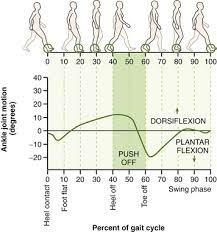 0 10 20 30 40 50 60 70 80 90 100
Ankle joint motion
(degrees)
40
30
20
10
0
−10
−20
DORSIFLEXION
PLANTAR
FLEXION
PUSH
OFF
Heel contact
Foot flat
Heel off
Toe off
Swing phase
0 10 20 30 40 50 60 70 80 90 100
Percent of gait cycle